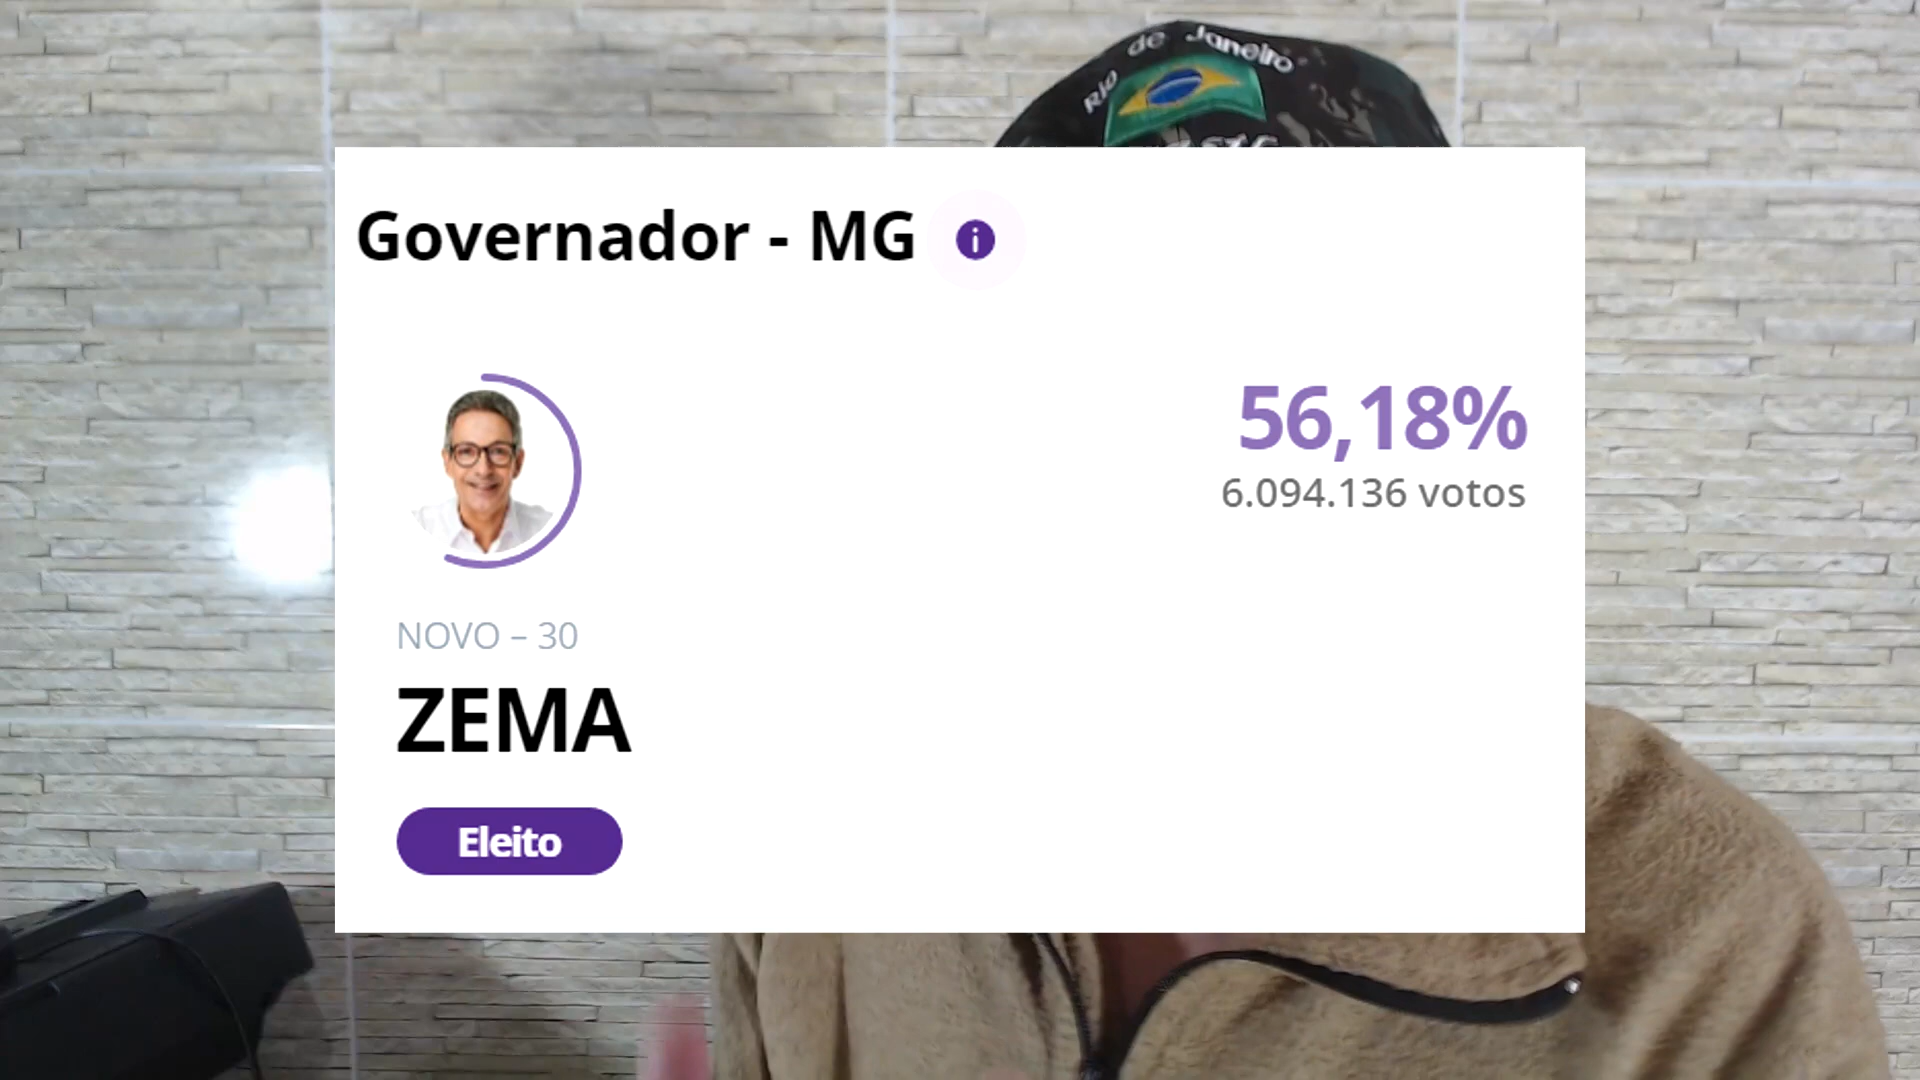 Rio de Janeiro
Governador - MG
56,18%
6.094.136 votos
NOVO – 30
ZEMA
Eleito